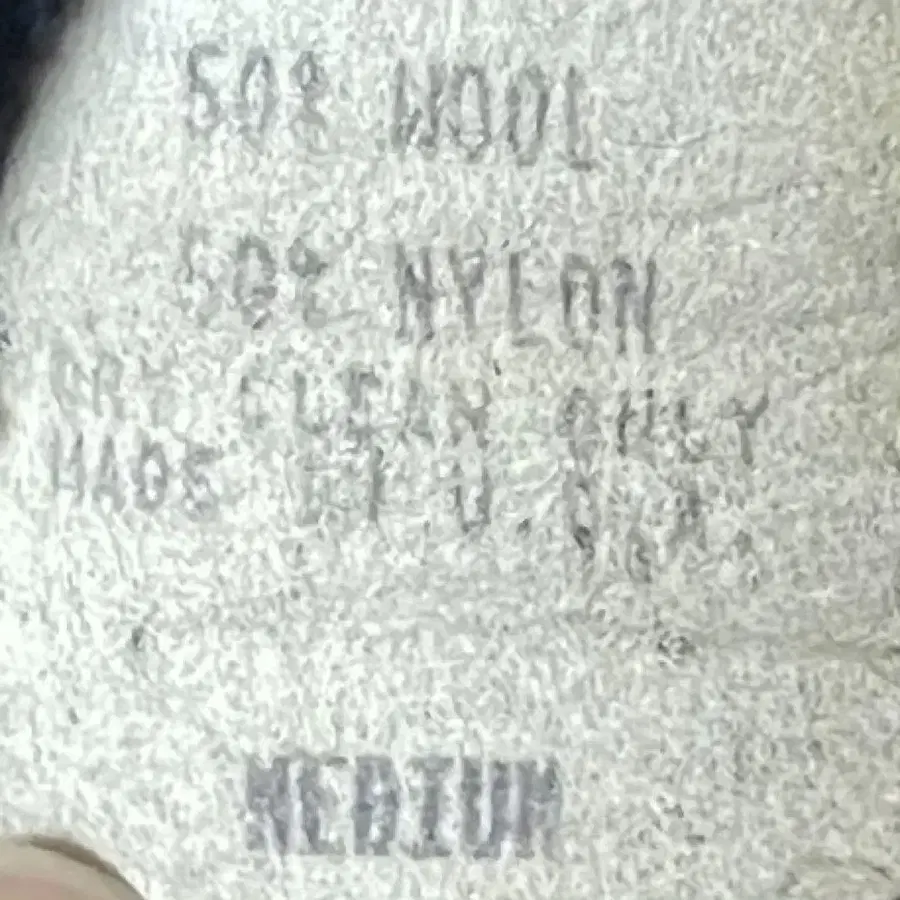 50% WOOL
50% NYLON
DRY CLEAN ONLY
MADE IN U.S.A.
MEDIUM